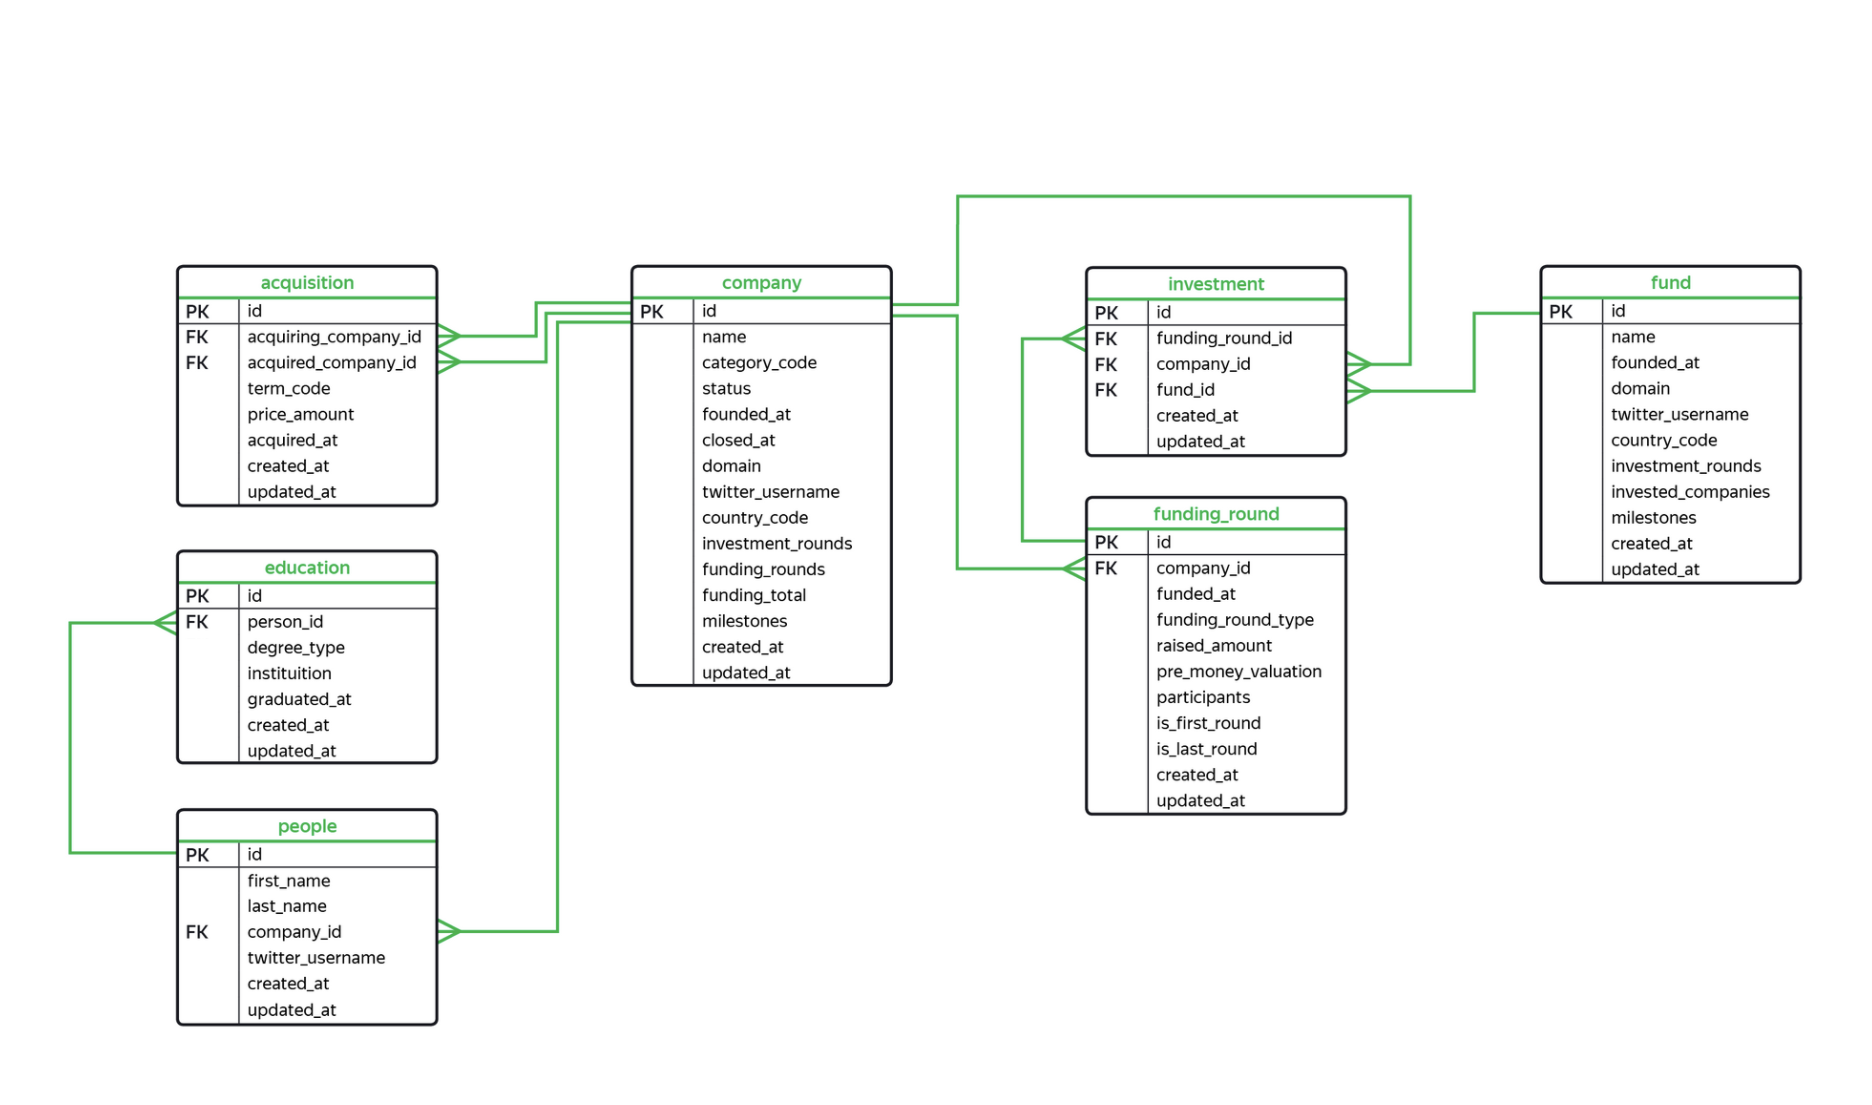 acquisition
PK id
FK acquiring_company_id
FK acquired_company_id
term_code
price_amount
acquired_at
created_at
updated_at
education
PK id
FK person_id
degree_type
instituition
graduated_at
created_at
updated_at
people
PK id
first_name
last_name
FK company_id
twitter_username
created_at
updated_at
company
PK id
name
category_code
status
founded_at
closed_at
domain
twitter_username
country_code
investment_rounds
funding_rounds
funding_total
milestones
created_at
updated_at
investment
PK id
FK funding_round_id
FK company_id
FK fund_id
created_at
updated_at
funding_round
PK id
FK company_id
funded_at
funding_round_type
raised_amount
pre_money_valuation
participants
is_first_round
is_last_round
created_at
updated_at
fund
PK id
name
founded_at
domain
twitter_username
country_code
investment_rounds
invested_companies
milestones
created_at
updated_at